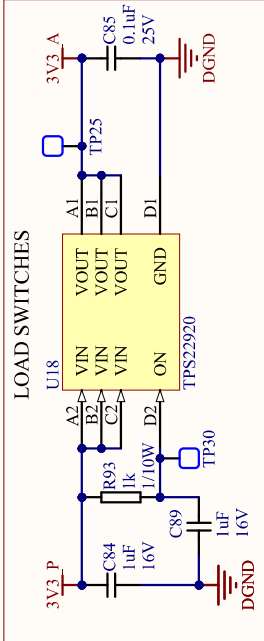 LOAD SWITCHES
3V3_P
C84
1uF
16V
R93
1k
1/10W
C89
1uF
16V
DGND
TP30
U18
A2
VIN
VOUT
A1
B2
VIN
VOUT
B1
C2
VIN
VOUT
C1
D2
ON
GND
D1
TPS22920
TP25
3V3_A
C85
0.1uF
25V
DGND